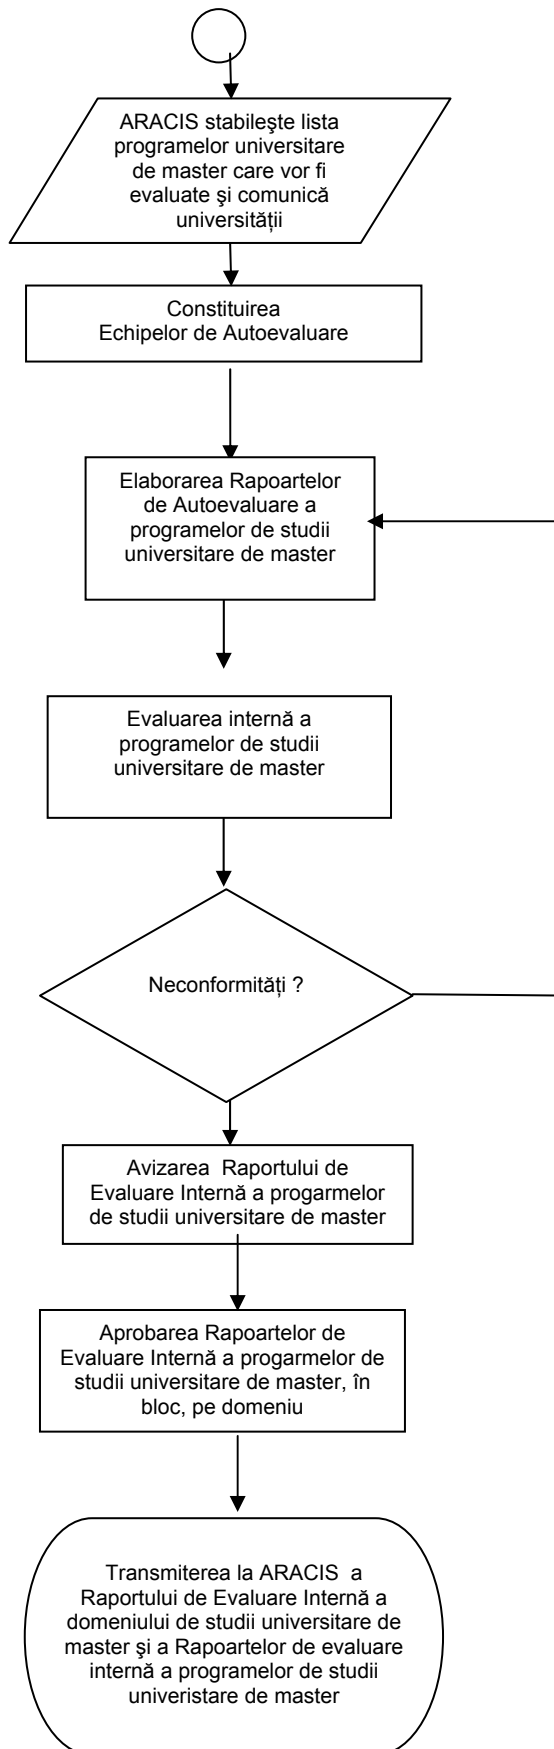 ARACIS stabileşte lista
programelor universitare
de master care vor fi
evaluate şi comunică
universității
Constituirea
Echipelor de Autoevaluare
Elaborarea Rapoartelor
de Autoevaluare a
programelor de studii
universitare de master
Evaluarea internă a
programelor de studii
universitare de master
Neconformități ?
Avizarea Raportului de
Evaluare Internă a progarmelor
de studii universitare de master
Aprobarea Rapoartelor de
Evaluare Internă a progarmelor de
studii universitare de master, în
bloc, pe domeniu
Transmiterea la ARACIS a
Raportului de Evaluare Internă a
domeniului de studii universitare de
master şi a Rapoartelor de evaluare
internă a programelor de studii
univeristare de master